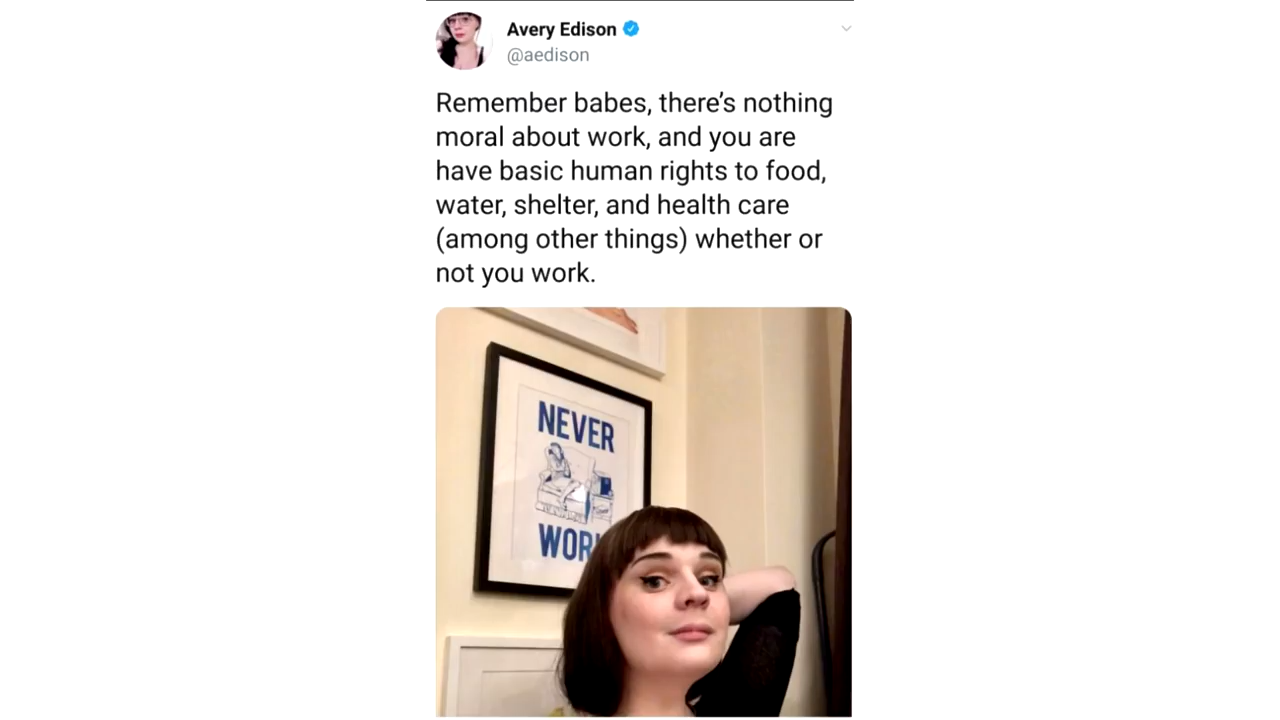 Avery Edison
@aedison
Remember babes, there's nothing
moral about work, and you are
have basic human rights to food,
water, shelter, and health care
(among other things) whether or
not you work.
NEVER
WOR